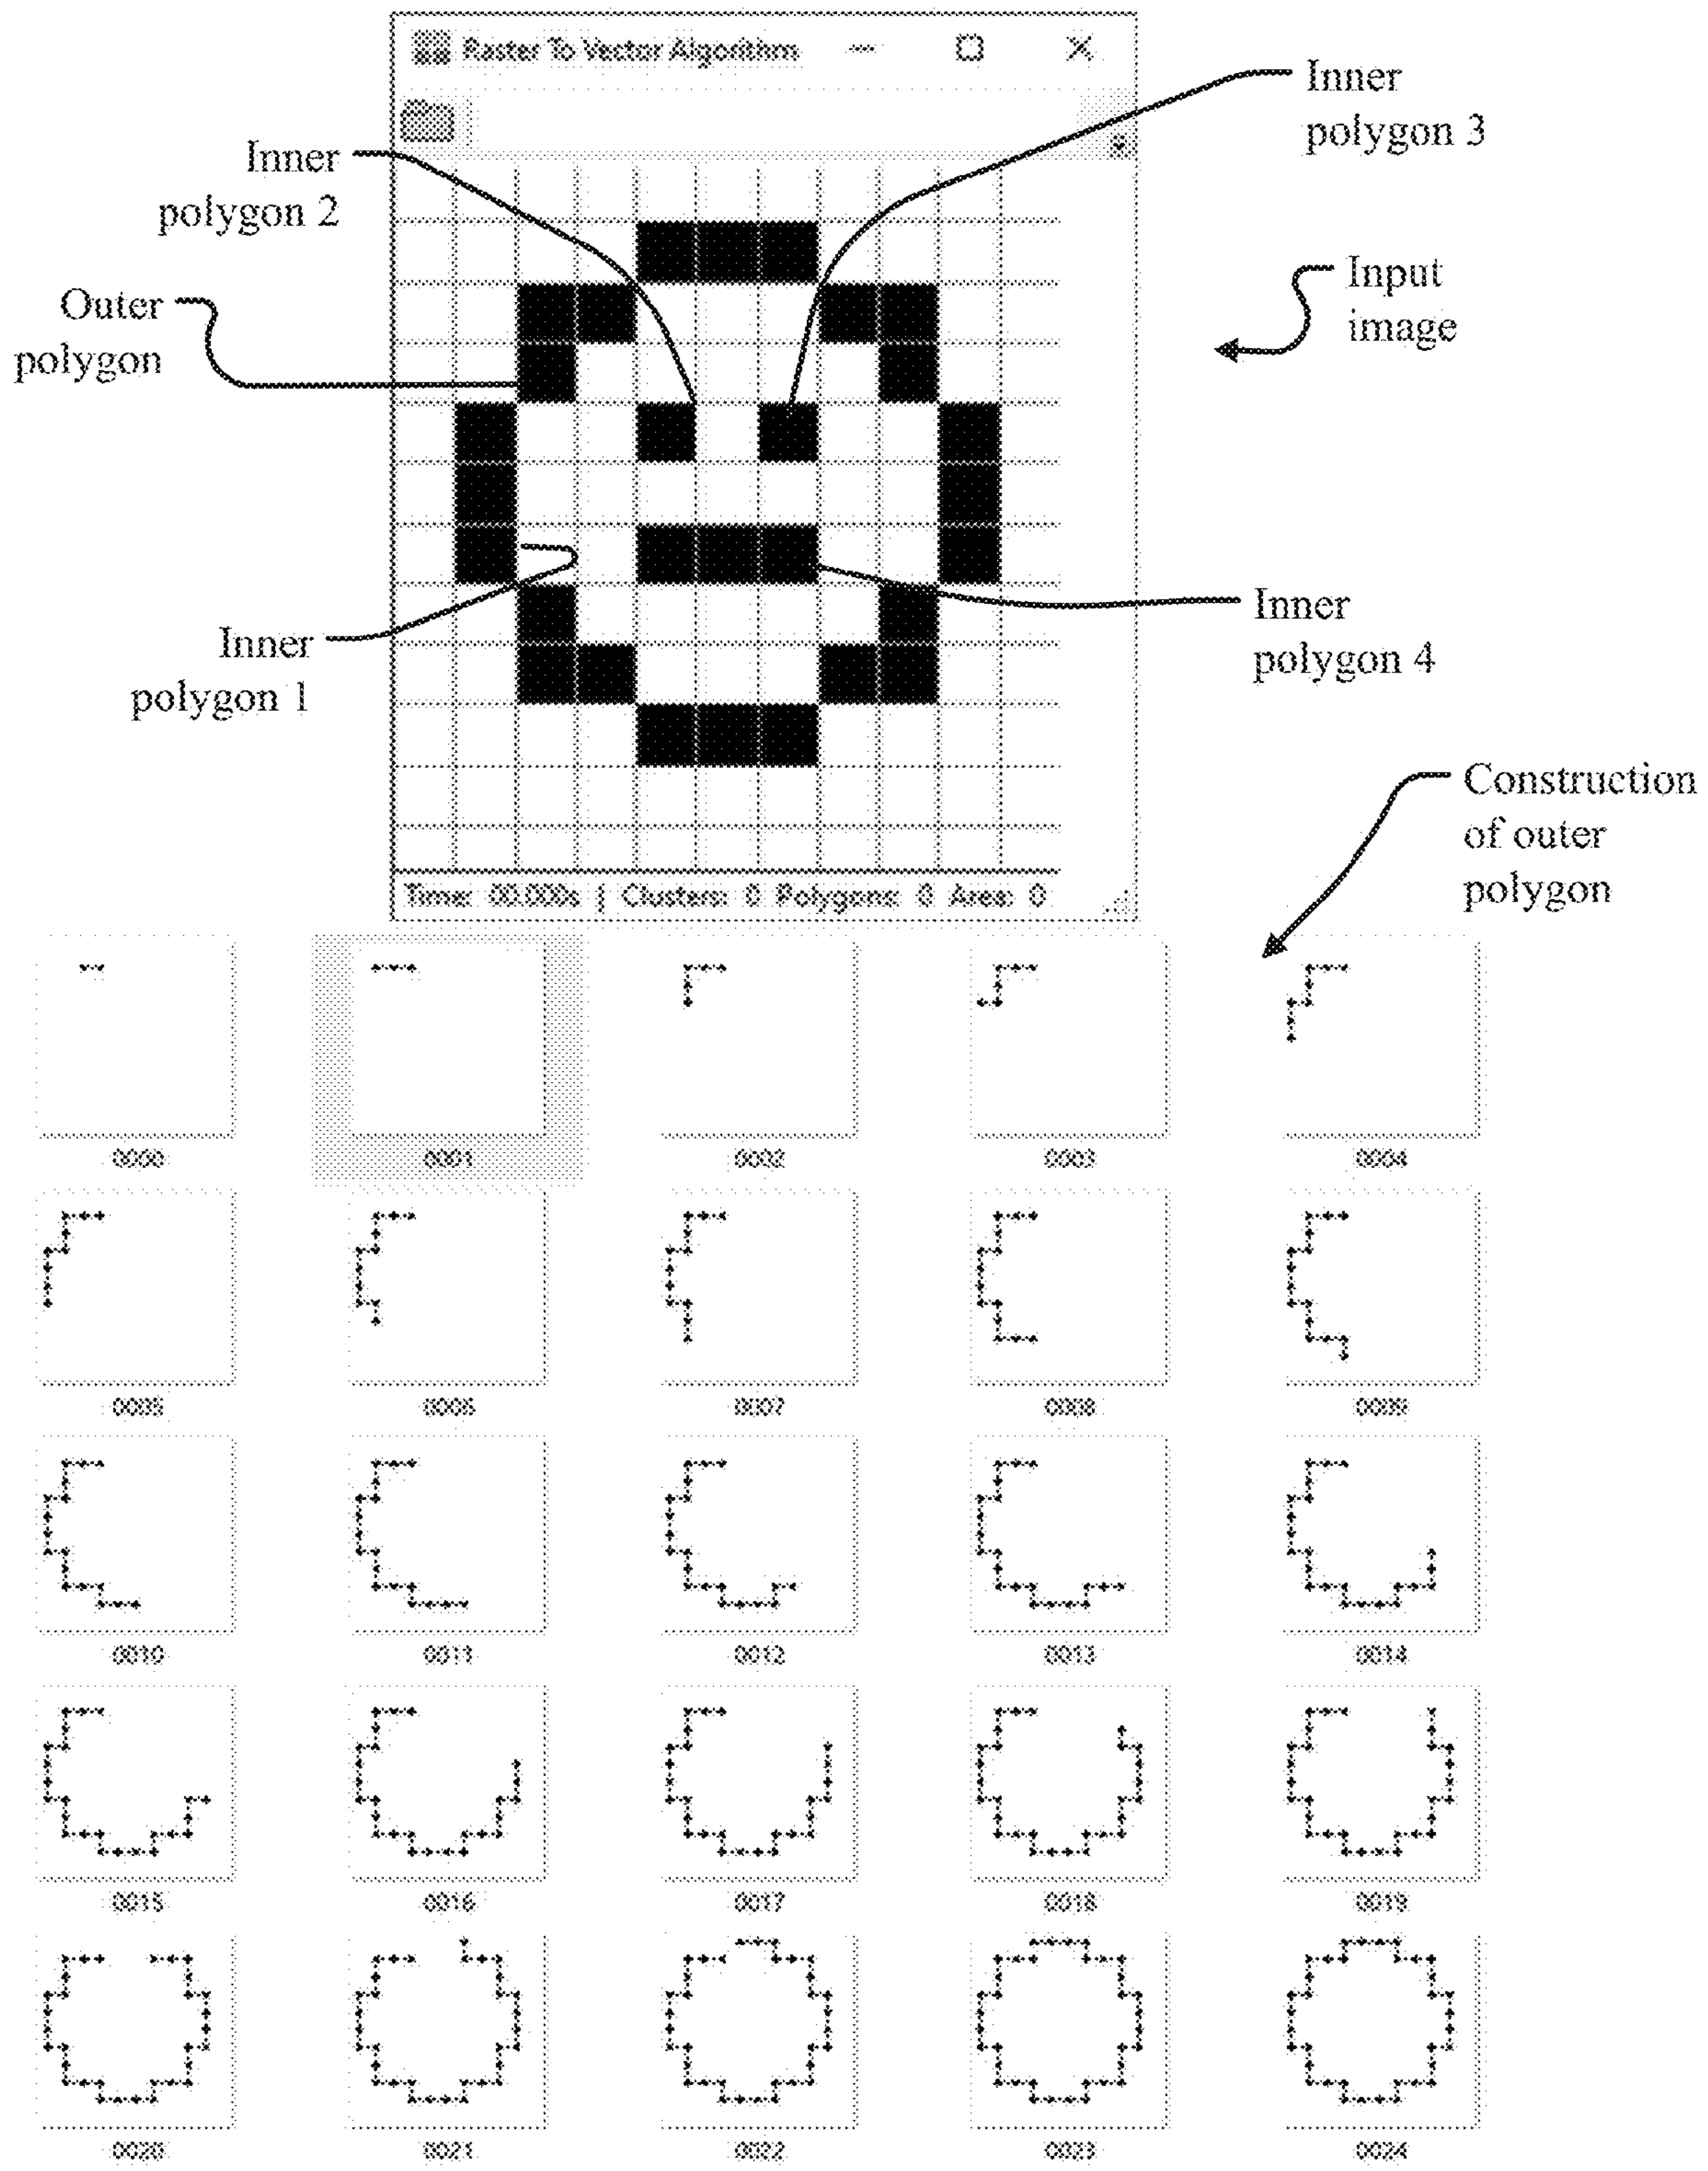 Raster To Vector Algorithm
Inner
polygon 3
Inner
polygon 2
Input
image
Outer
polygon
Inner
polygon 4
Inner
polygon 1
Construction
of outer
polygon
Time: 00.000s | Clusters: 0 Polygons: 0 Area: 0
0000 0001 0002 0003 0004
0005 0006 0007 0008 0009
0010 0011 0012 0013 0014
0015 0016 0017 0018 0019
0020 0021 0022 0023 0024